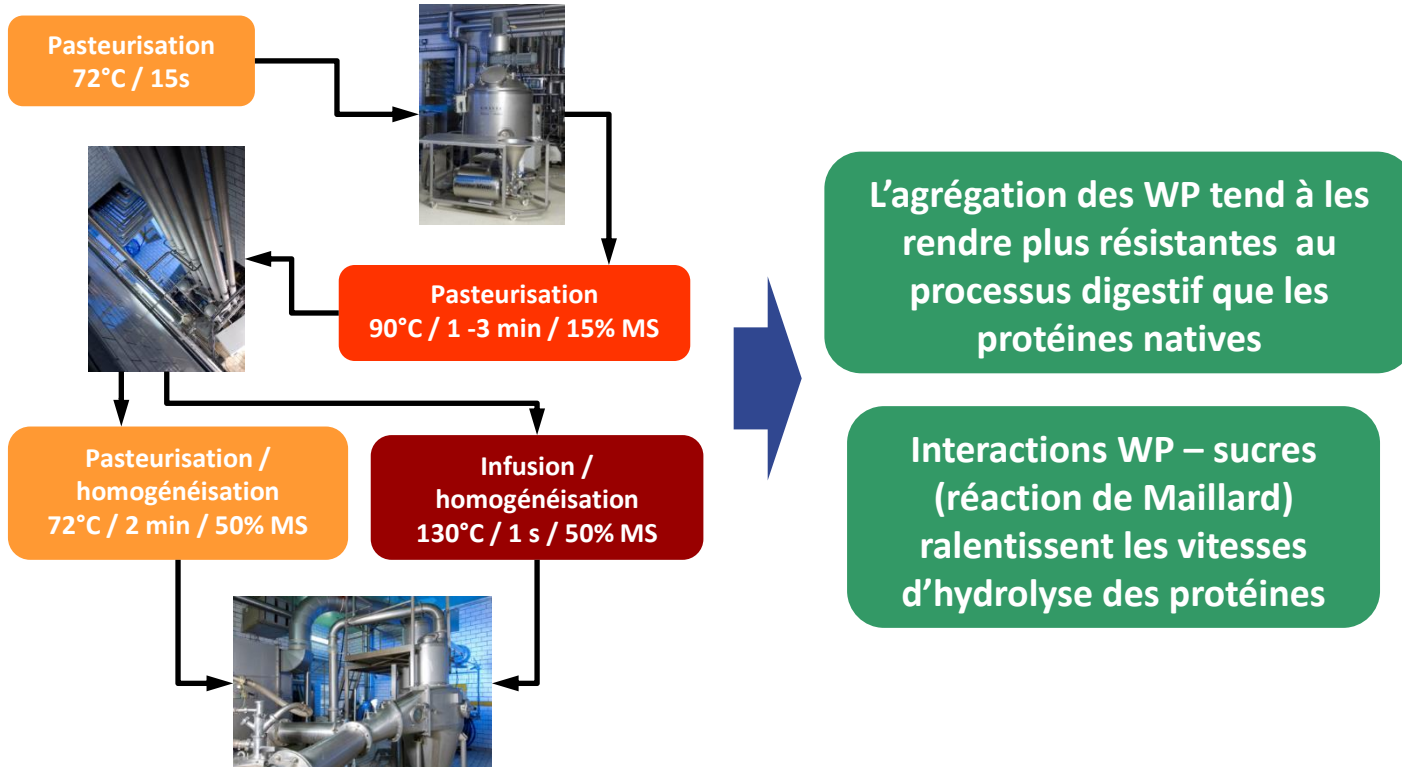 Pasteurisation
72°C / 15s
Pasteurisation
90°C / 1 -3 min / 15% MS
Pasteurisation /
homogénéisation
72°C / 2 min / 50% MS
Infusion /
homogénéisation
130°C / 1 s / 50% MS
L'agrégation des WP tend à les
rendre plus résistantes au
processus digestif que les
protéines natives
Interactions WP – sucres
(réaction de Maillard)
ralentissent les vitesses
d'hydrolyse des protéines